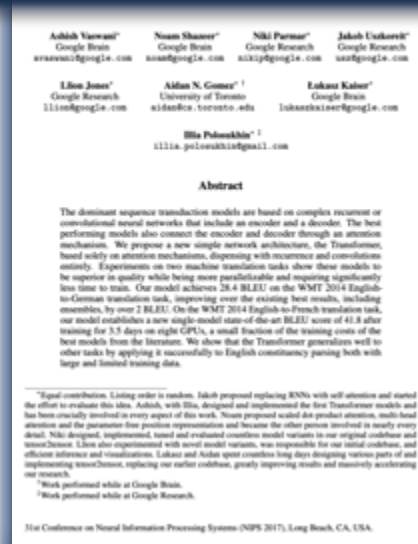 Ashish Vaswani* Noam Shazeer* Niki Parmar* Jakob Uszkoreit*
Google Brain Google Brain Google Research Google Research
avaswani@google.com noam@google.com nikip@google.com usz@google.com
Llion Jones* Aidan N. Gomez* † Łukasz Kaiser*
Google Research University of Toronto Google Brain
llion@google.com aidan@cs.toronto.edu lukaszkaiser@google.com
Illia Polosukhin* ‡
illia.polosukhin@gmail.com
Abstract
The dominant sequence transduction models are based on complex recurrent or
convolutional neural networks that include an encoder and a decoder. The best
performing models also connect the encoder and decoder through an attention
mechanism. We propose a new simple network architecture, the Transformer,
based solely on attention mechanisms, dispensing with recurrence and convolutions
entirely. Experiments on two machine translation tasks show these models to
be superior in quality while being more parallelizable and requiring significantly
less time to train. Our model achieves 28.4 BLEU on the WMT 2014 English-
to-German translation task, improving over the existing best results, including
ensembles, by over 2 BLEU. On the WMT 2014 English-to-French translation task,
our model establishes a new single-model state-of-the-art BLEU score of 41.8 after
training for 3.5 days on eight GPUs, a small fraction of the training costs of the
best models from the literature. We show that the Transformer generalizes well to
other tasks by applying it successfully to English constituency parsing both with
large and limited training data.
*Equal contribution. Listing order is random. Jakob proposed replacing RNNs with self-attention and started
the effort to evaluate this idea. Ashish, with Illia, designed and implemented the first Transformer models and
has been crucially involved in every aspect of this work. Noam proposed scaled dot-product attention, multi-head
attention and the parameter-free position representation and became the other person involved in nearly every
detail. Niki designed, implemented, tuned and evaluated countless model variants in our original codebase and
tensor2tensor. Llion also experimented with novel model variants, was responsible for our initial codebase, and
efficient inference and visualizations. Lukasz and Aidan spent countless long days designing various parts of and
implementing tensor2tensor, replacing our earlier codebase, greatly improving results and massively accelerating
our research.
†Work performed while at Google Brain.
‡Work performed while at Google Research.
31st Conference on Neural Information Processing Systems (NIPS 2017), Long Beach, CA, USA.